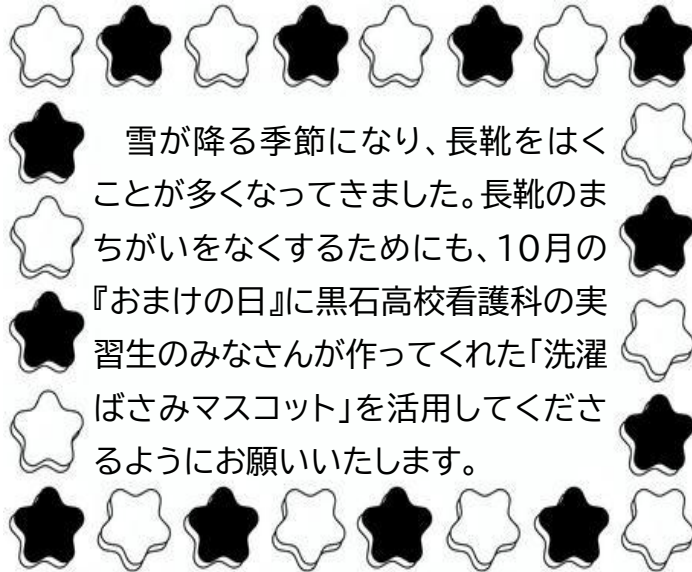 雪が降る季節になり、長靴をはく
ことが多くなってきました。長靴のま
ちがいをなくするためにも、10月の
『おまけの日』に黒石高校看護科の実
習生のみなさんが作ってくれた「洗濯
ばさみマスコット」を活用してくださ
るようにお願いいたします。